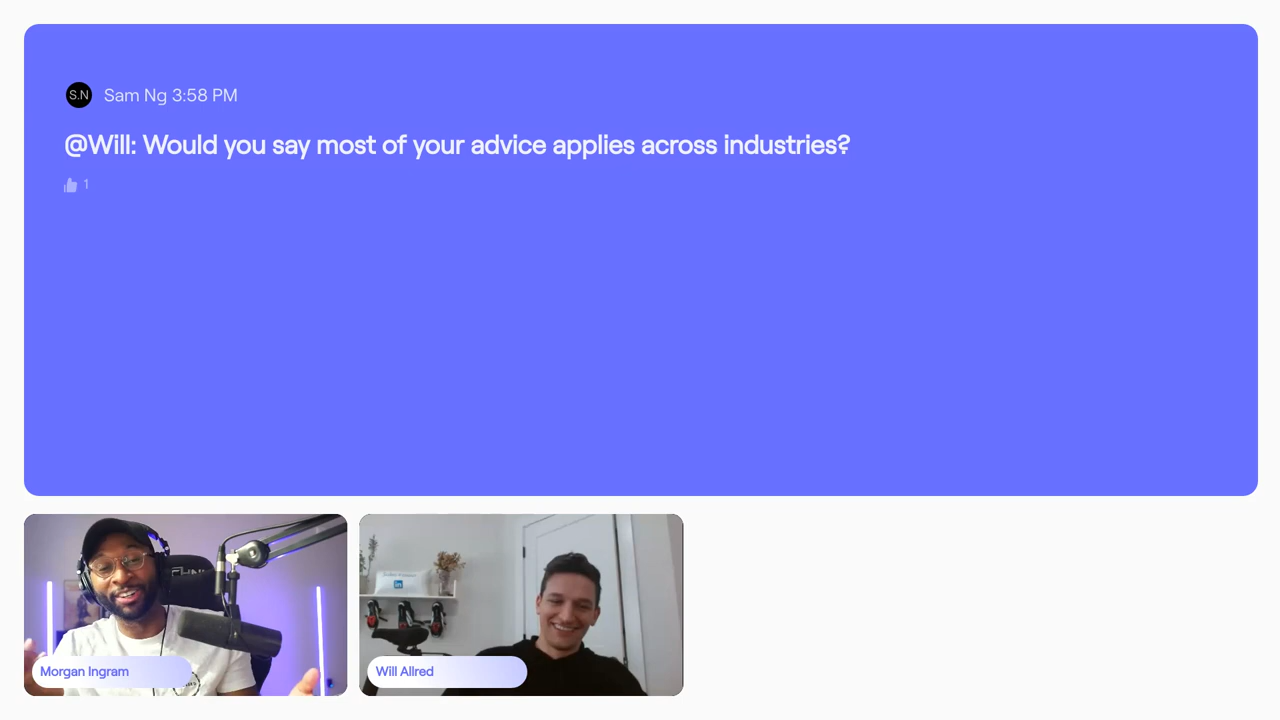 S.N
Sam Ng 3:58 PM
@Will: Would you say most of your advice applies across industries?
1
Morgan Ingram
in
Will Allred